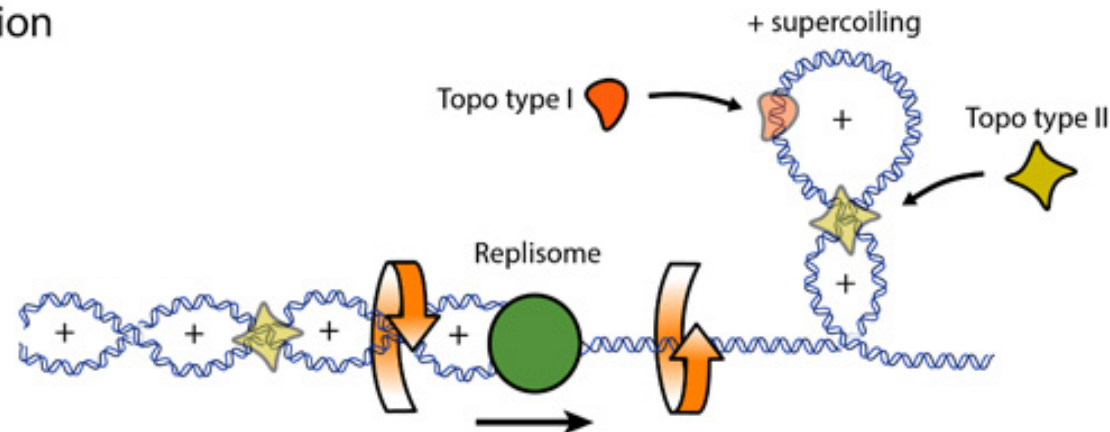 ion
+ supercoiling
Topo type I
+
Topo type II
Replisome
+
+ + + +